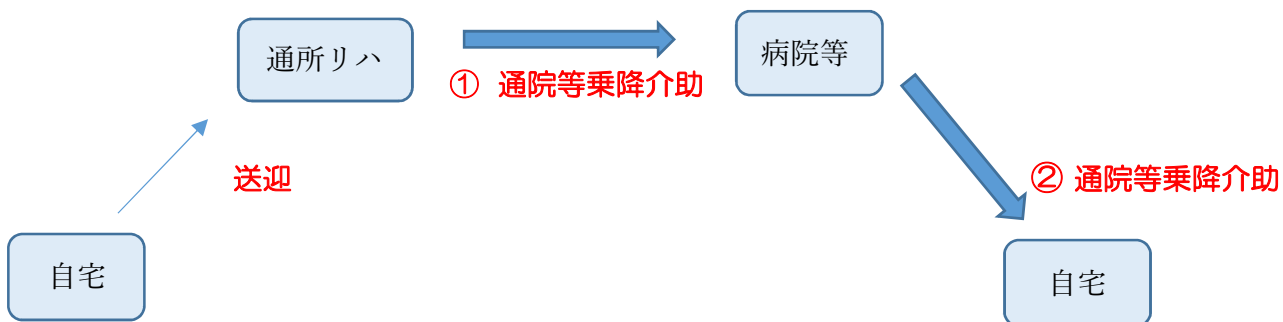 通所リハ
病院等
① 通院等乗降介助
送迎
② 通院等乗降介助
自宅
自宅